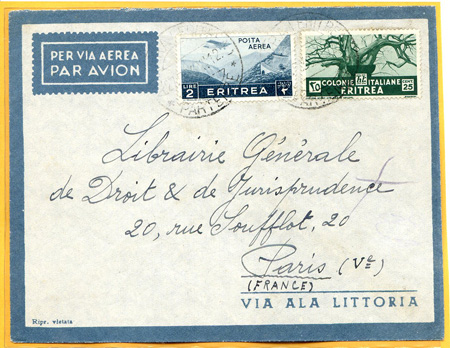 PER VIA AEREA
PAR AVION
POSTA AEREA
LIRE 2 ERITREA
COLONIE ITALIANE
ERITREA
CENT 25
Librairie Générale
de Droit & de Jurisprudence
20, rue Soufflot, 20
Paris (Ve)
(FRANCE)
VIA ALA LITTORIA
Ripr. vietata